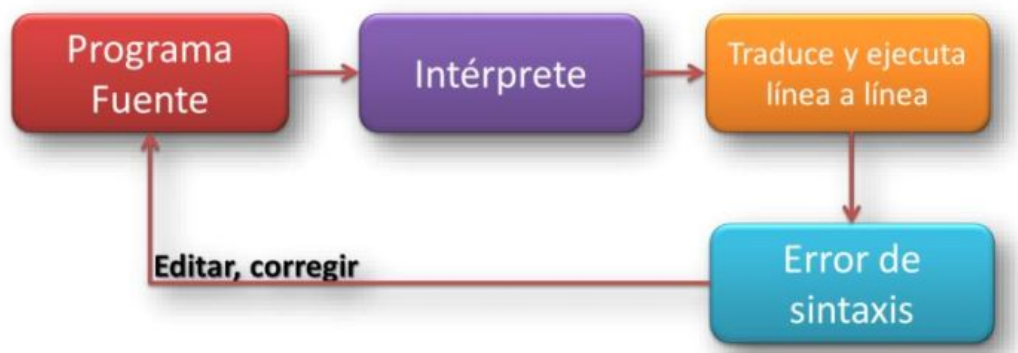 Programa
Fuente
Intérprete
Traduce y ejecuta
línea a línea
Editar, corregir
Error de
sintaxis